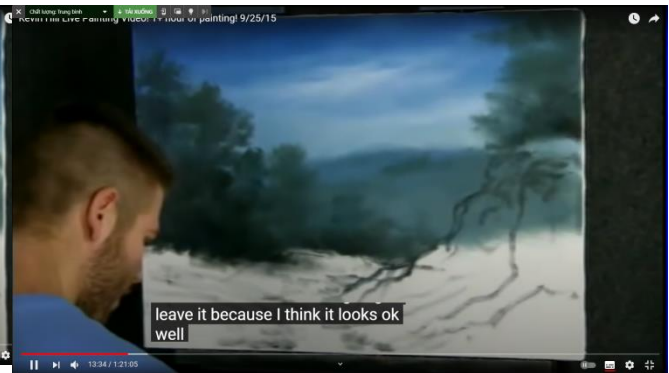 Chất lượng: Trung bình
TẢI XUỐNG
Kevin Hill Live Painting Video! 1+ hour of painting! 9/25/15
leave it because I think it looks ok
well
13:34 / 1:21:05